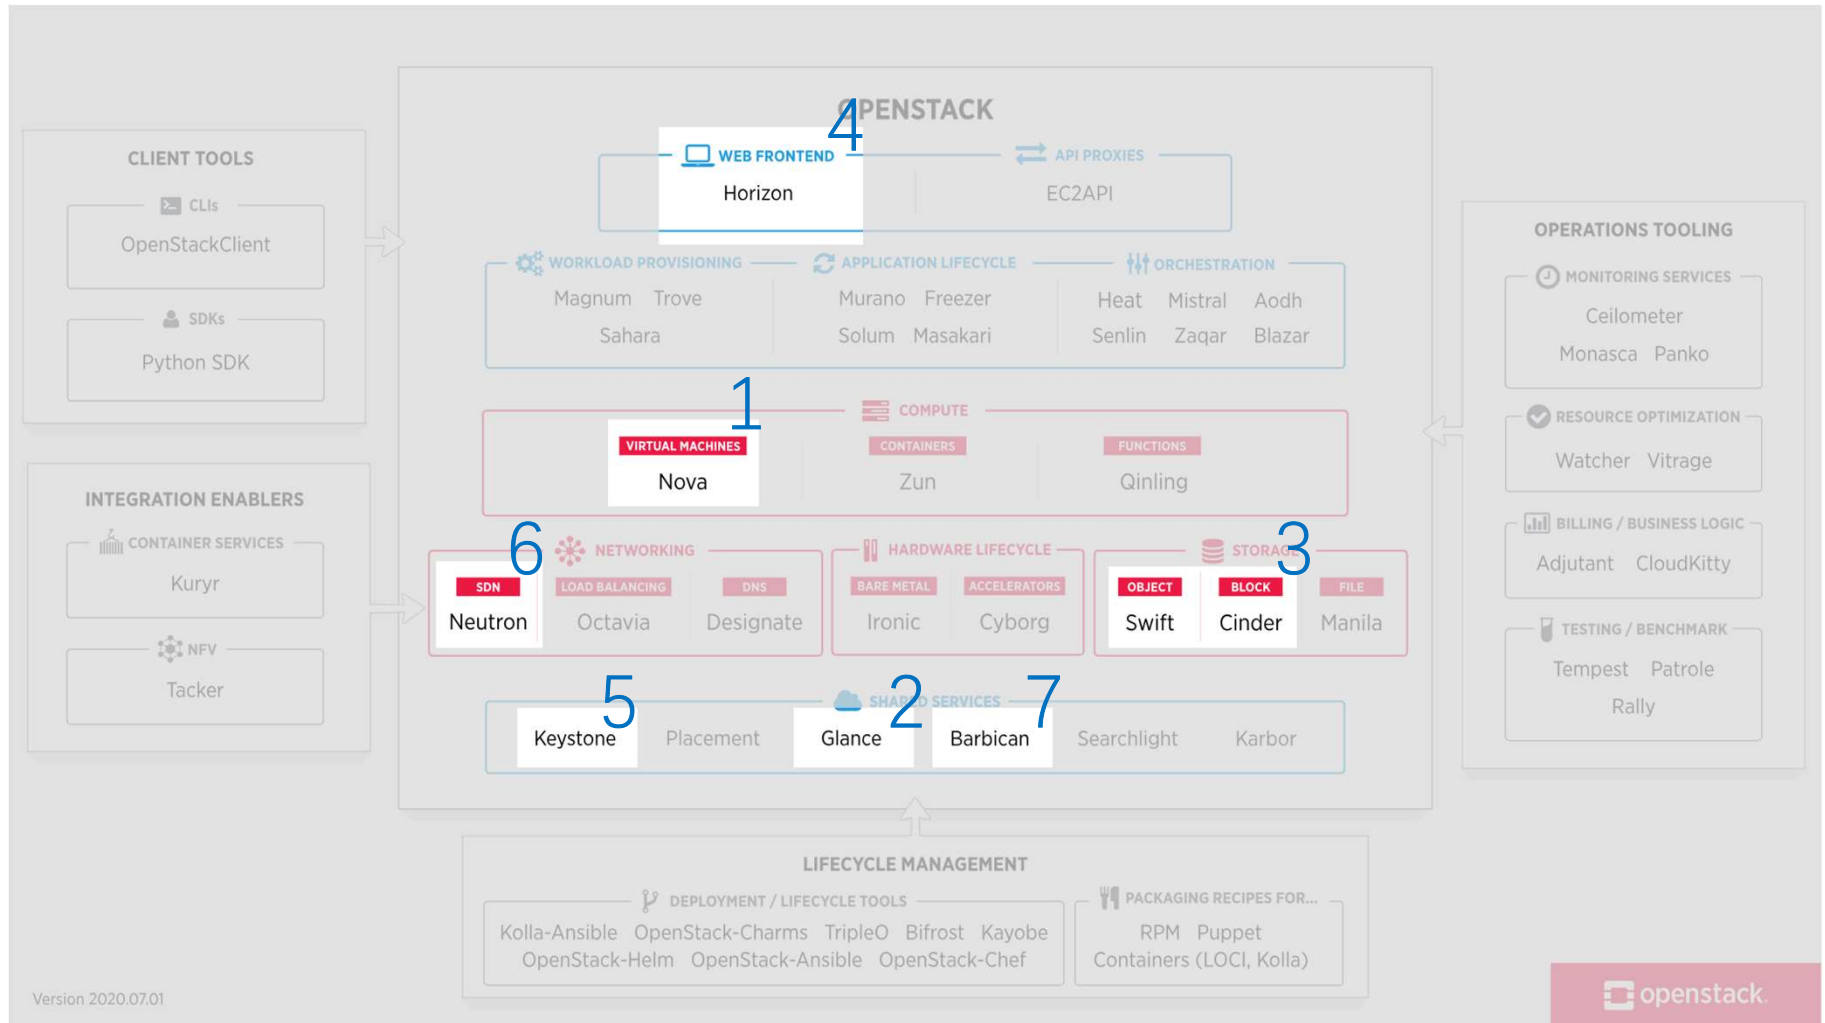 OPENSTACK
4
WEB FRONTEND
API PROXIES
Horizon
EC2API
WORKLOAD PROVISIONING
APPLICATION LIFECYCLE
ORCHESTRATION
Magnum Trove
Murano Freezer
Heat Mistral Aodh
Sahara
Solum Masakari
Senlin Zaqar Blazar
CLIENT TOOLS
CLIs
OpenStackClient
SDKs
Python SDK
1
COMPUTE
VIRTUAL MACHINES
CONTAINERS
FUNCTIONS
Nova
Zun
Qinling
INTEGRATION ENABLERS
CONTAINER SERVICES
Kuryr
NFV
Tacker
6
NETWORKING
HARDWARE LIFECYCLE
STORAGE
3
SDN
LOAD BALANCING
DNS
BARE METAL
ACCELERATORS
OBJECT
BLOCK
FILE
Neutron
Octavia
Designate
Ironic
Cyborg
Swift
Cinder
Manila
5
SHARED SERVICES
2
7
Keystone
Placement
Glance
Barbican
Searchlight
Karbor
OPERATIONS TOOLING
MONITORING SERVICES
Ceilometer
Monasca Panko
RESOURCE OPTIMIZATION
Watcher Vitrage
BILLING / BUSINESS LOGIC
Adjutant CloudKitty
TESTING / BENCHMARK
Tempest Patrole
Rally
LIFECYCLE MANAGEMENT
DEPLOYMENT / LIFECYCLE TOOLS
Kolla-Ansible OpenStack-Charms TripleO Bifrost Kayobe
OpenStack-Helm OpenStack-Ansible OpenStack-Chef
PACKAGING RECIPES FOR...
RPM Puppet
Containers (LOCI, Kolla)
Version 2020.07.01
openstack.